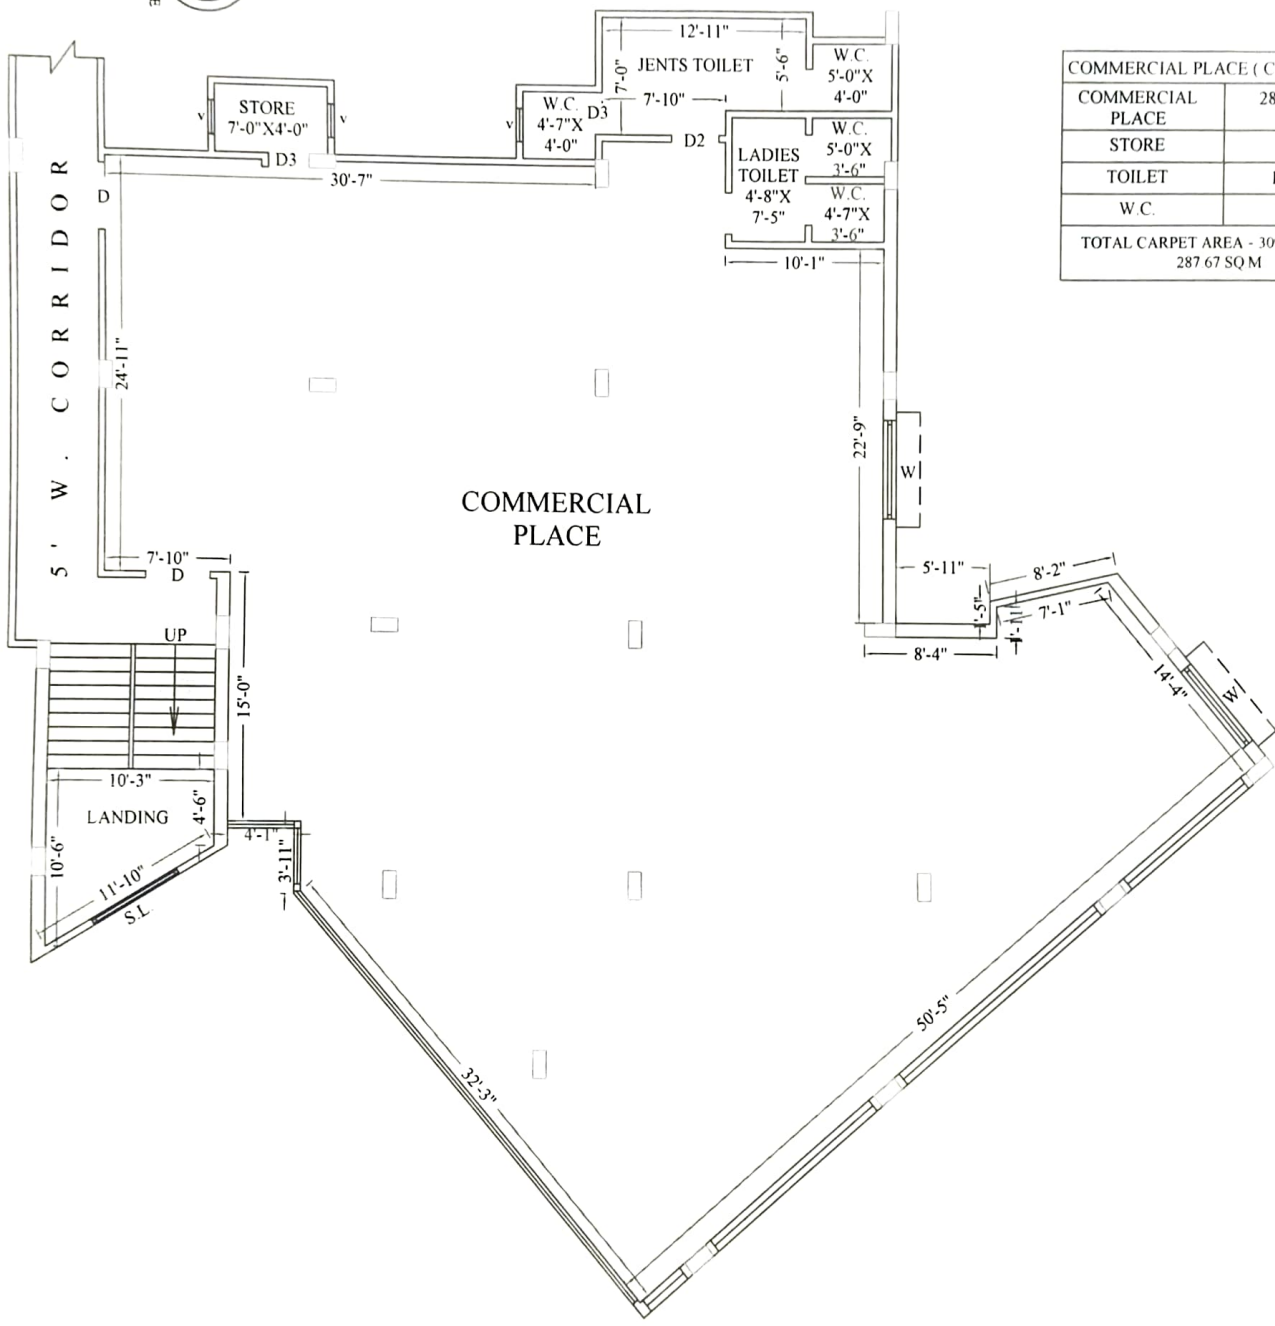 12'-11"
JENTS TOILET
7'-0"
5'-6"
7'-10"
W.C.
5'-0"X
4'-0"
STORE
7'-0"X4'-0"
v
v
D3
v
W.C.
4'-7"X
4'-0"
D3
D2
LADIES
TOILET
4'-8"X
7'-5"
W.C.
5'-0"X
3'-6"
W.C.
4'-7"X
3'-6"
10'-1"
30'-7"
D
5' W. CORRIDOR
24'-11"
COMMERCIAL PLACE ( C
COMMERCIAL
PLACE
28
STORE
TOILET
W.C.
TOTAL CARPET AREA - 30
287 67 SQ M
22'-9"
W
COMMERCIAL
PLACE
7'-10"
D
UP
15'-0"
5'-11"
8'-2"
7'-1"
8'-4"
14'-4"
W
10'-3"
LANDING
4'-6"
10'-6"
11'-10"
S.L.
4'-1"
3'-11"
32'-3"
50'-5"